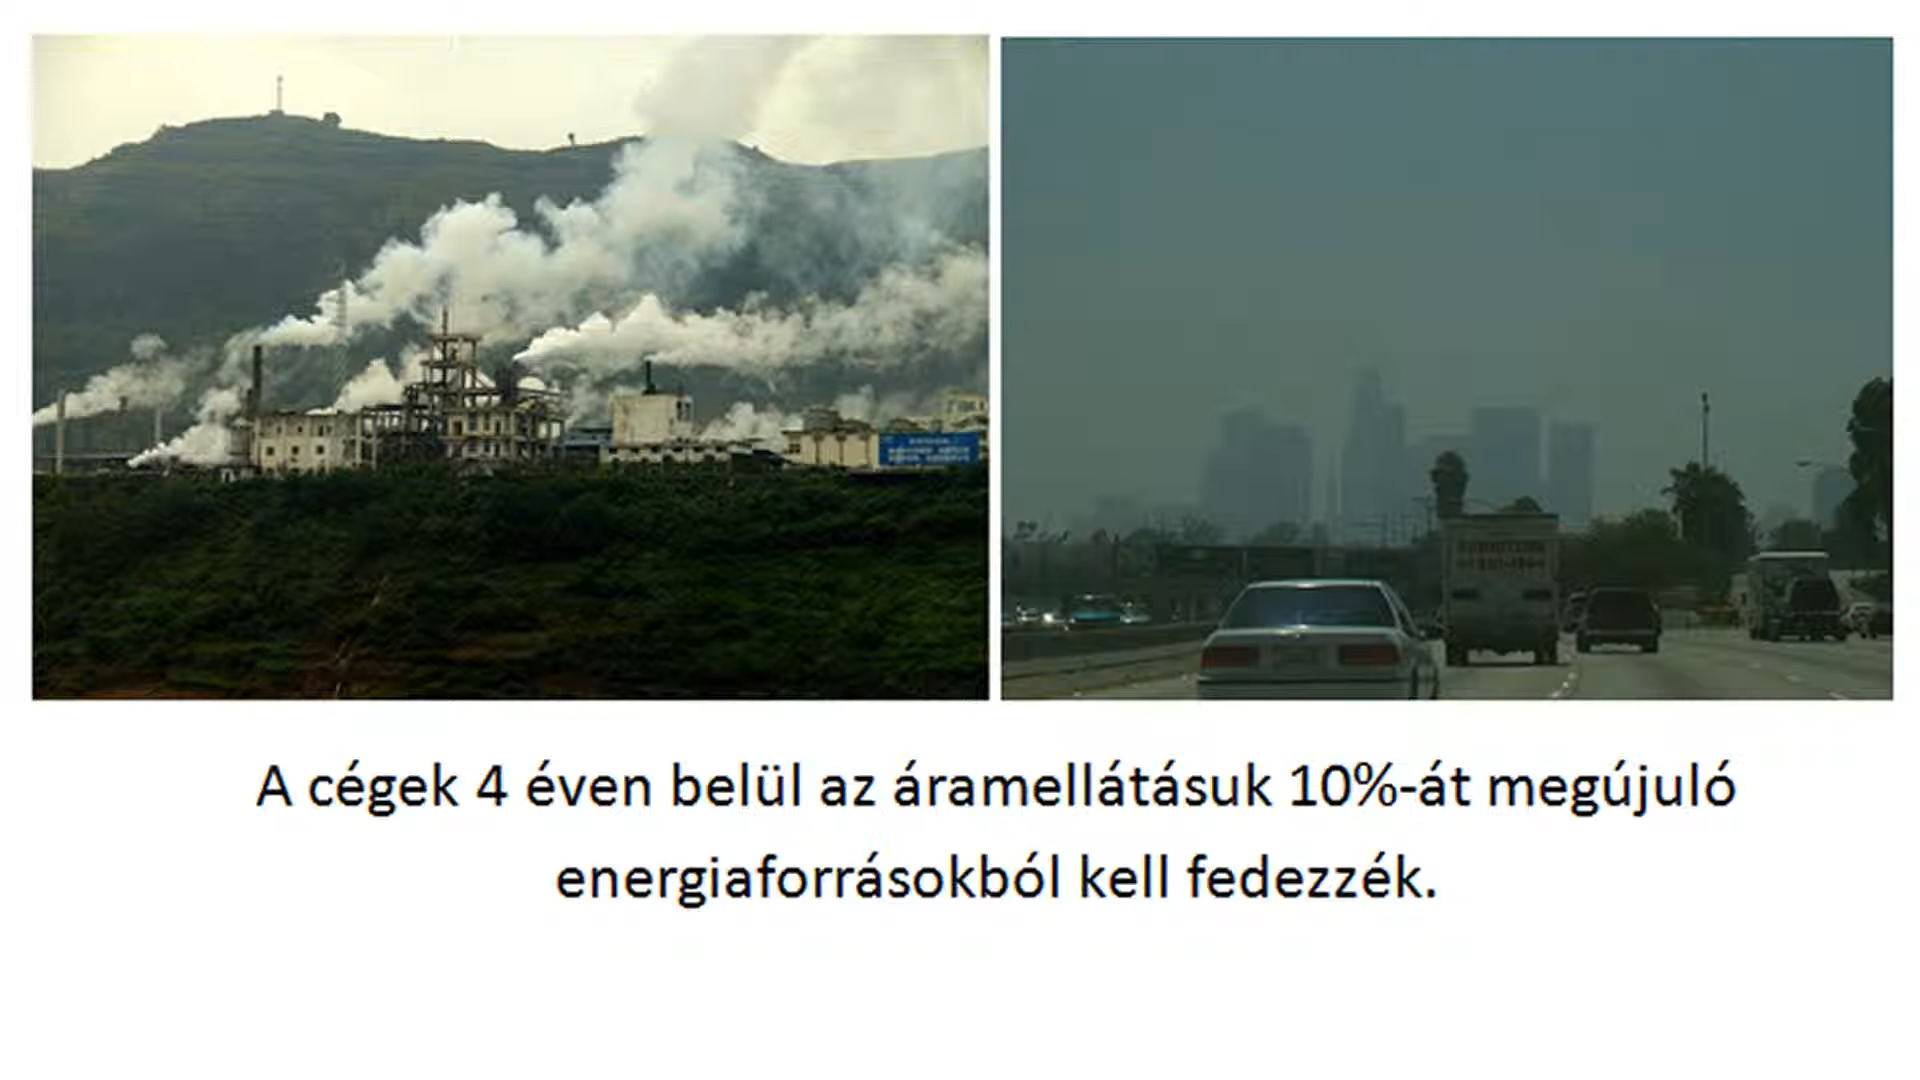 A cégek 4 éven belül az áramellátásuk 10%-át megújuló
energiaforrásokból kell fedezzék.